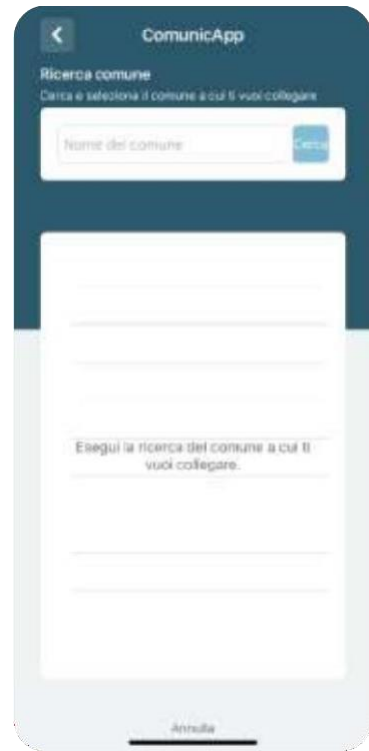 ComunicApp
Ricerca comune
Cerca e seleziona il comune a cui ti vuoi collegare
Nome del comune
Cerca
Esegui la ricerca del comune a cui ti
vuoi collegare.
Annulla